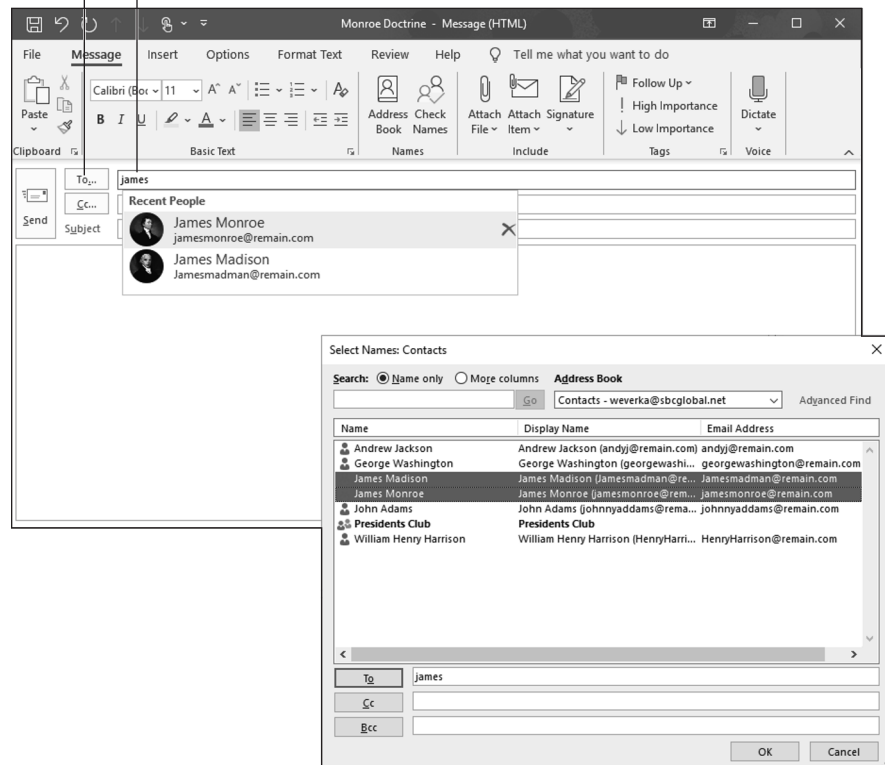 Monroe Doctrine - Message (HTML)
File Message Insert Options Format Text Review Help Tell me what you want to do
Calibri (Boc 11
Follow Up
High Importance
Low Importance
Paste
B I U A
Address Book
Check Names
Attach File
Attach Item
Signature
Dictate
Clipboard Basic Text Names Include Tags Voice
To... james
Cc...
Send
Subject
Recent People
James Monroe
jamesmonroe@remain.com
James Madison
Jamesmadman@remain.com
Select Names: Contacts
Search: Name only More columns Address Book
Go Contacts - weverka@sbcglobal.net Advanced Find
Name Display Name Email Address
Andrew Jackson Andrew Jackson (andyj@remain.com) andyj@remain.com
George Washington George Washington (georgewashi... georgewashington@remain.com
James Madison James Madison (Jamesmadman@re... Jamesmadman@remain.com
James Monroe James Monroe (jamesmonroe@rem... jamesmonroe@remain.com
John Adams John Adams (johnnyaddams@rema... johnnyaddams@remain.com
Presidents Club Presidents Club
William Henry Harrison William Henry Harrison (HenryHarri... HenryHarrison@remain.com
To james
Cc
Bcc
OK Cancel